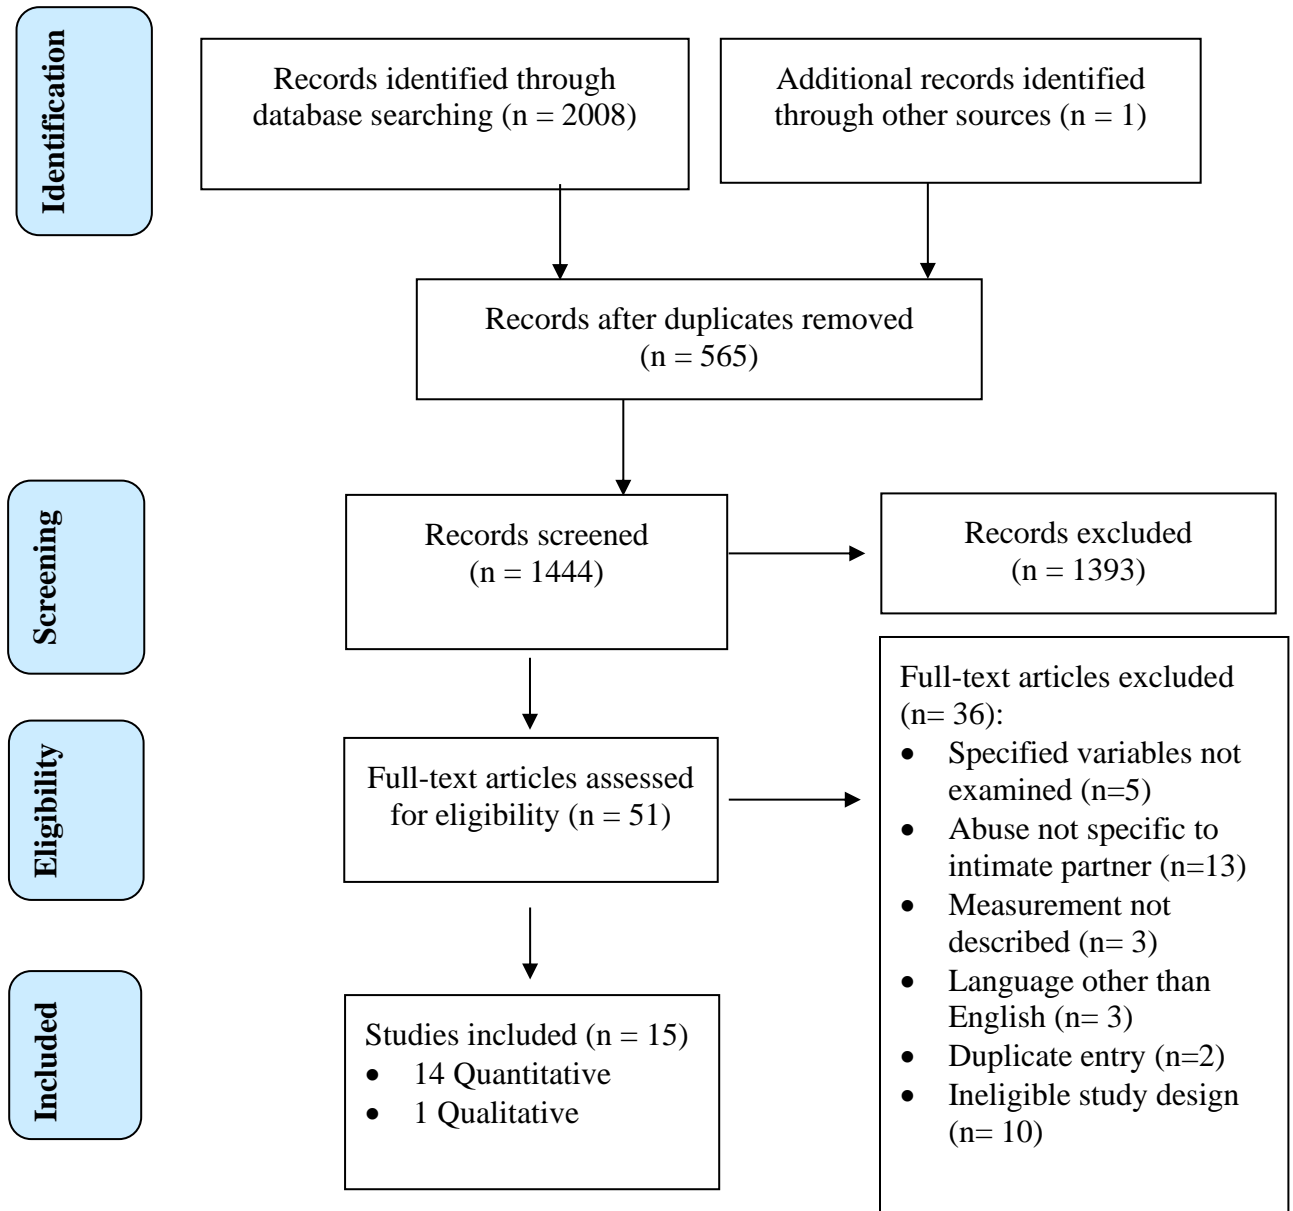 Identification
Records identified through
database searching (n = 2008)
Additional records identified
through other sources (n = 1)
Records after duplicates removed
(n = 565)
Screening
Records screened
(n = 1444)
Records excluded
(n = 1393)
Eligibility
Full-text articles assessed
for eligibility (n = 51)
Full-text articles excluded
(n= 36):
• Specified variables not
examined (n=5)
• Abuse not specific to
intimate partner (n=13)
• Measurement not
described (n= 3)
• Language other than
English (n= 3)
• Duplicate entry (n=2)
• Ineligible study design
(n= 10)
Included
Studies included (n = 15)
• 14 Quantitative
• 1 Qualitative